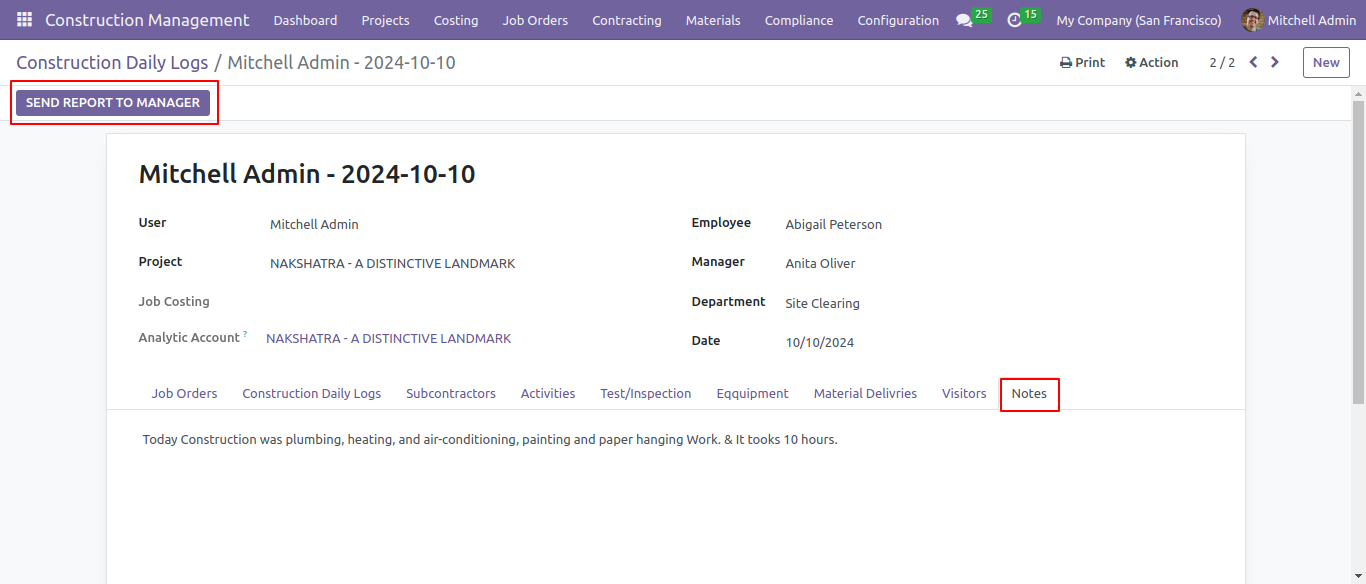 Construction Management Dashboard Projects Costing Job Orders Contracting Materials Compliance Configuration 25 15 My Company (San Francisco) Mitchell Admin
Construction Daily Logs / Mitchell Admin - 2024-10-10 Print Action 2 / 2 New
SEND REPORT TO MANAGER
Mitchell Admin - 2024-10-10
User Mitchell Admin Employee Abigail Peterson
Project NAKSHATRA - A DISTINCTIVE LANDMARK Manager Anita Oliver
Job Costing Department Site Clearing
Analytic Account ? NAKSHATRA - A DISTINCTIVE LANDMARK Date 10/10/2024
Job Orders Construction Daily Logs Subcontractors Activities Test/Inspection Eqquipment Material Delivries Visitors Notes
Today Construction was plumbing, heating, and air-conditioning, painting and paper hanging Work. & It tooks 10 hours.